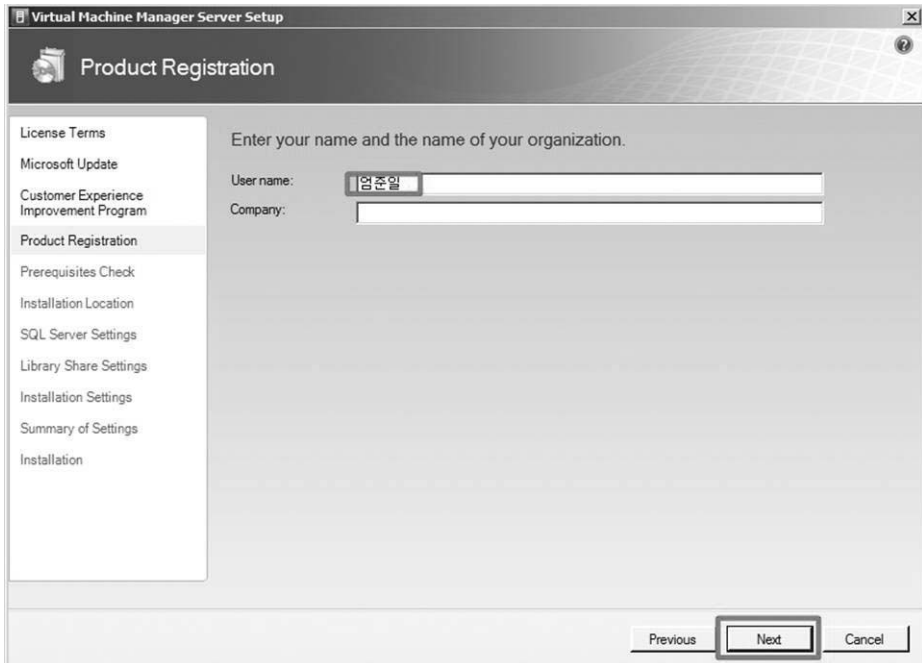 Virtual Machine Manager Server Setup
Product Registration
License Terms
Microsoft Update
Customer Experience
Improvement Program
Product Registration
Prerequisites Check
Installation Location
SQL Server Settings
Library Share Settings
Installation Settings
Summary of Settings
Installation
Enter your name and the name of your organization.
User name: 엄준일
Company:
Previous Next Cancel